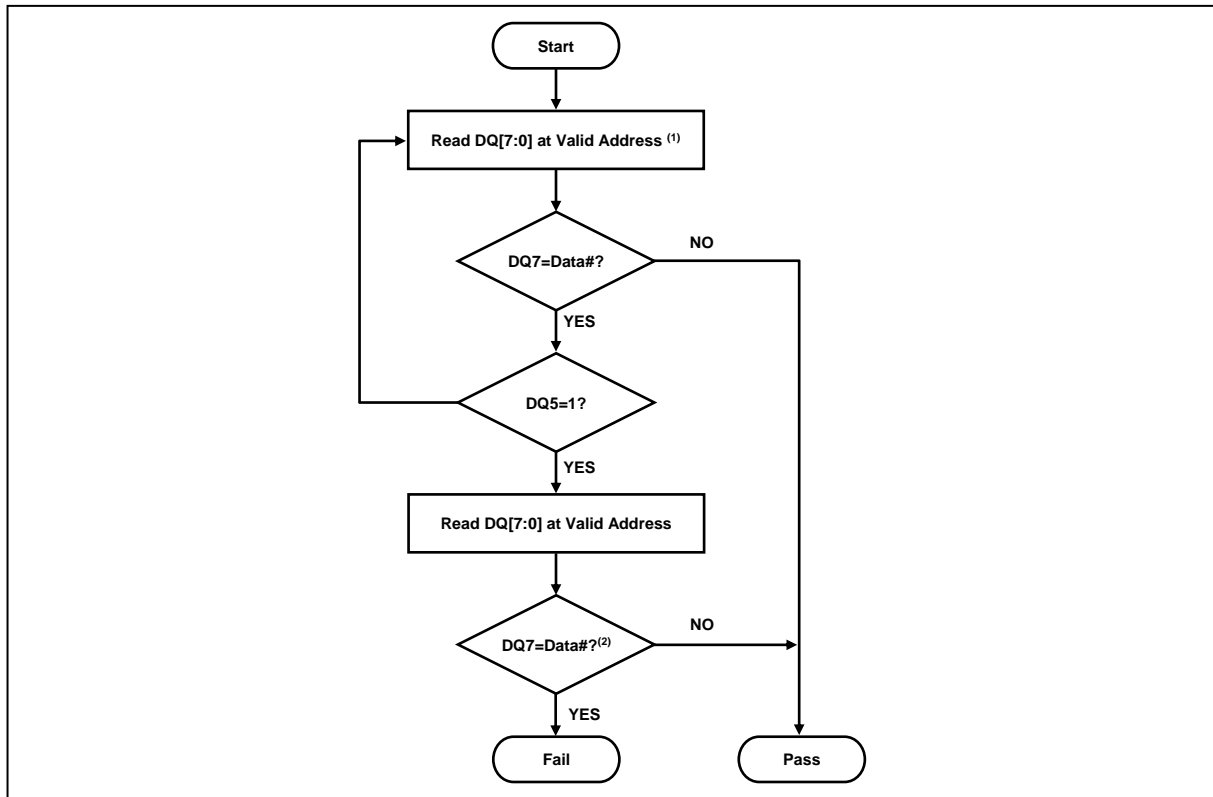 Start
Read DQ[7:0] at Valid Address (1)
DQ7=Data#?
NO
YES
DQ5=1?
YES
Read DQ[7:0] at Valid Address
DQ7=Data#?(2)
NO
YES
Fail
Pass